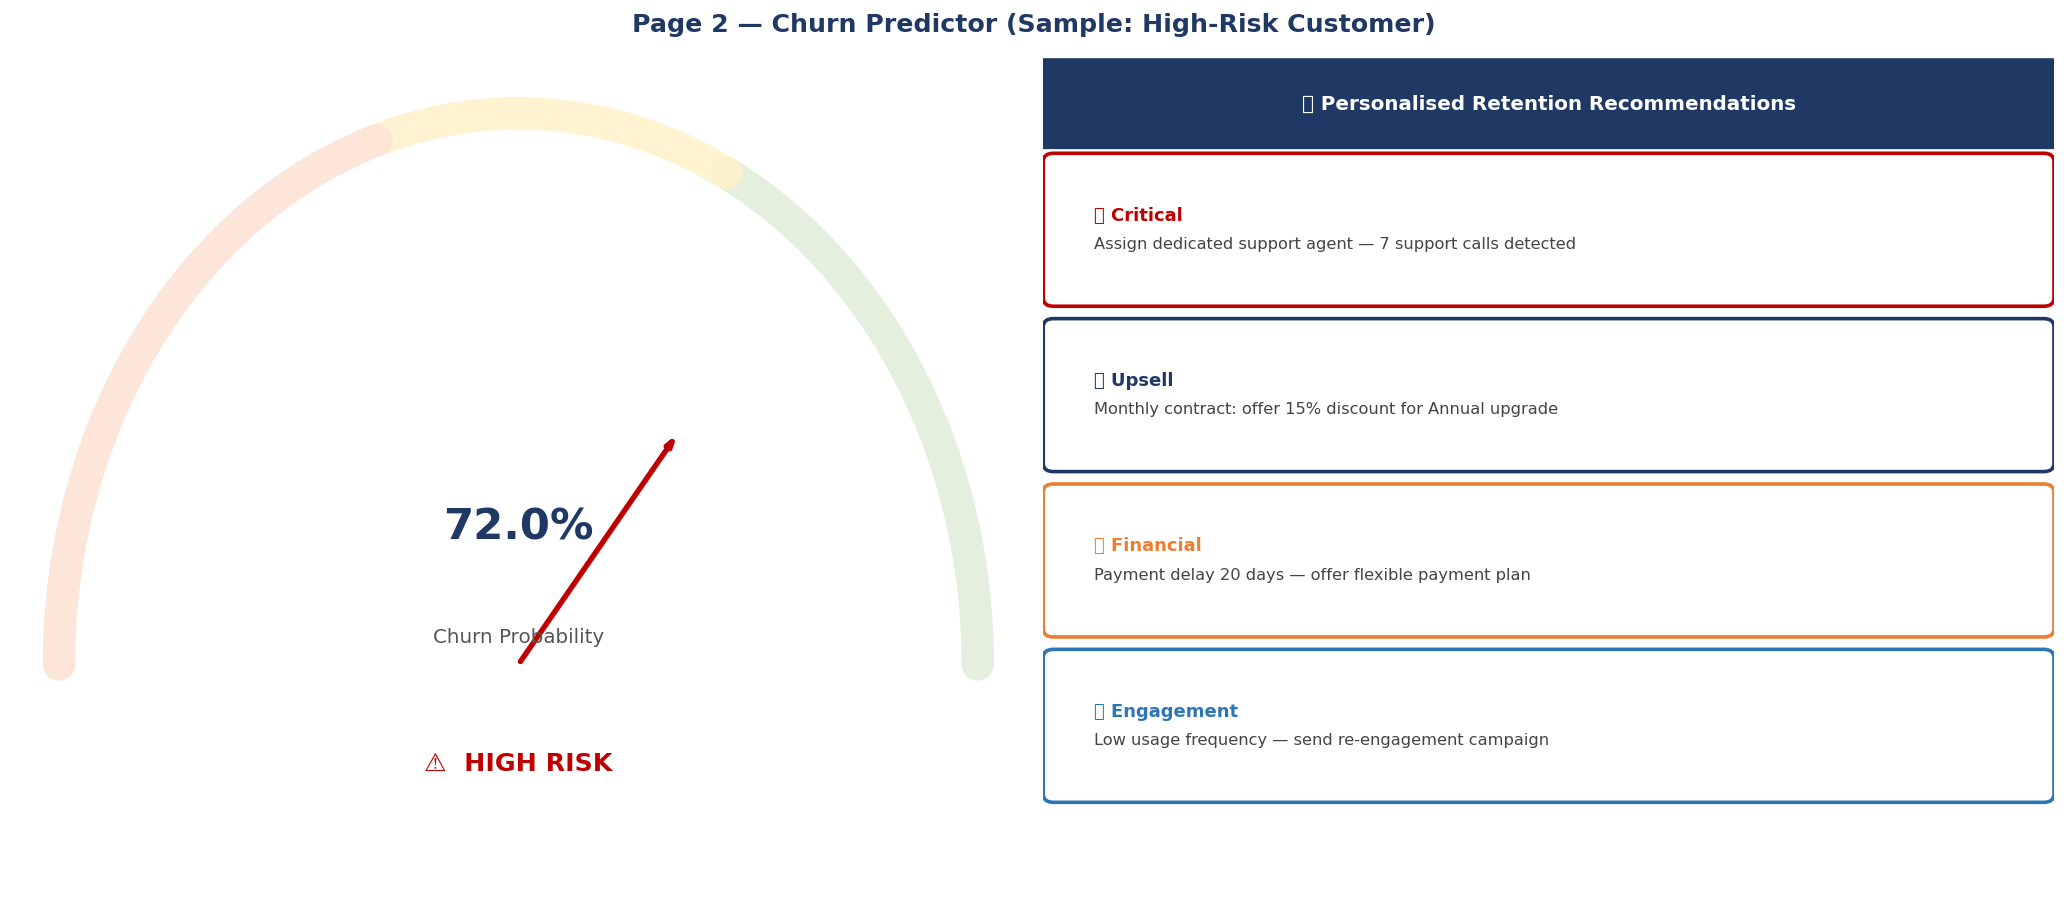 Page 2 — Churn Predictor (Sample: High-Risk Customer)
72.0%
Churn Probability
⚠ HIGH RISK
Personalised Retention Recommendations
Critical
Assign dedicated support agent — 7 support calls detected
Upsell
Monthly contract: offer 15% discount for Annual upgrade
Financial
Payment delay 20 days — offer flexible payment plan
Engagement
Low usage frequency — send re-engagement campaign